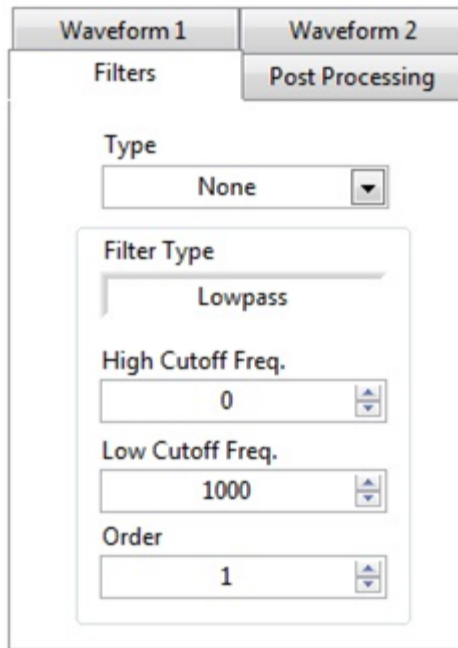 Waveform 1
Waveform 2
Filters
Post Processing
Type
None
Filter Type
Lowpass
High Cutoff Freq.
0
Low Cutoff Freq.
1000
Order
1